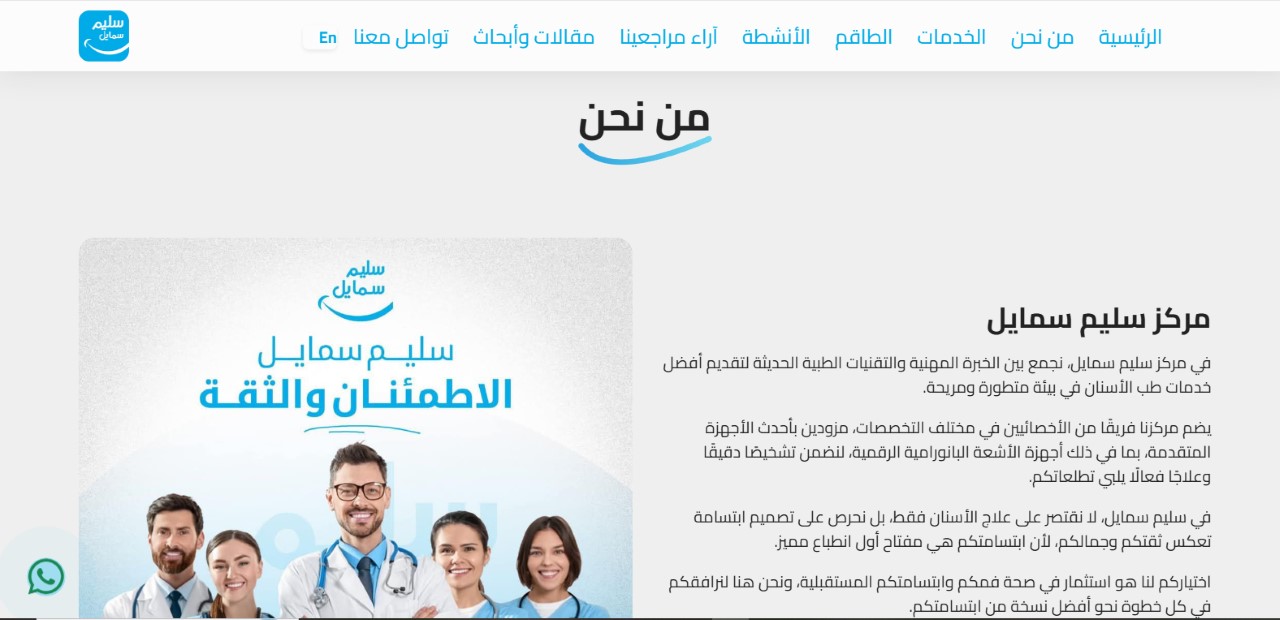 سليم
سمايل
الرئيسية
من نحن
الخدمات
الطاقم
الأنشطة
آراء مراجعينا
مقالات وأبحاث
تواصل معنا
En
من نحن
مركز سليم سمايل
في مركز سليم سمايل، نجمع بين الخبرة المهنية والتقنيات الطبية الحديثة لتقديم أفضل
خدمات طب الأسنان في بيئة متطورة ومريحة.
يضم مركزنا فريقًا من الأخصائيين في مختلف التخصصات، مزودين بأحدث الأجهزة
المتقدمة، بما في ذلك أجهزة الأشعة البانورامية الرقمية، لنضمن تشخيصًا دقيقًا
وعلاجًا فعالًا يلبي تطلعاتكم.
في سليم سمايل، لا نقتصر على علاج الأسنان فقط، بل نحرص على تصميم ابتسامة
تعكس ثقتكم وجمالكم، لأن ابتسامتكم هي مفتاح أول انطباع مميز.
اختياركم لنا هو استثمار في صحة فمكم وابتسامتكم المستقبلية، ونحن هنا لنرافقكم
في كل خطوة نحو أفضل نسخة من ابتسامتكم.
سليم
سمايل
سليــم سمايــل
الاطمئنــان والثقــة